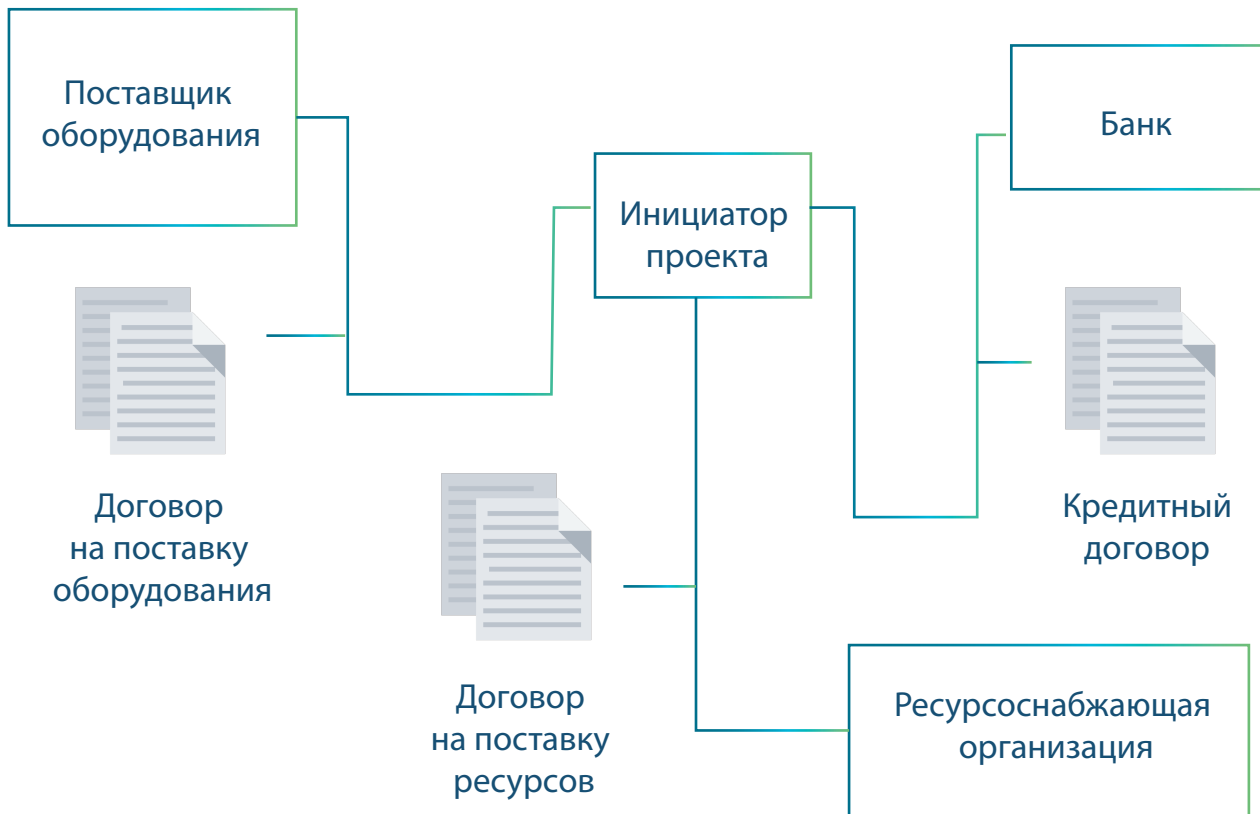 Поставщик
оборудования
Банк
Инициатор
проекта
Договор
на поставку
оборудования
Кредитный
договор
Договор
на поставку
ресурсов
Ресурсоснабжающая
организация